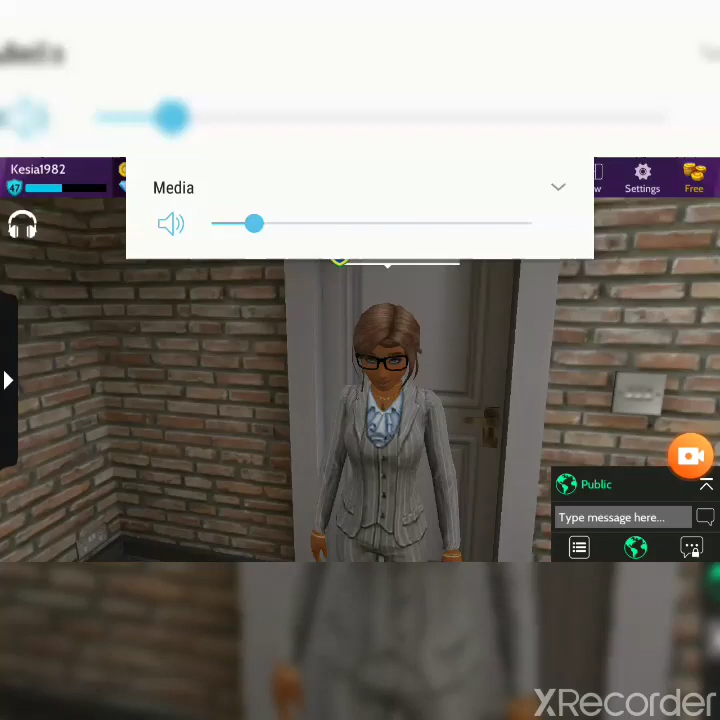 Kesia1982
47
Media
Settings
Free
Public
Type message here...
XRecorder